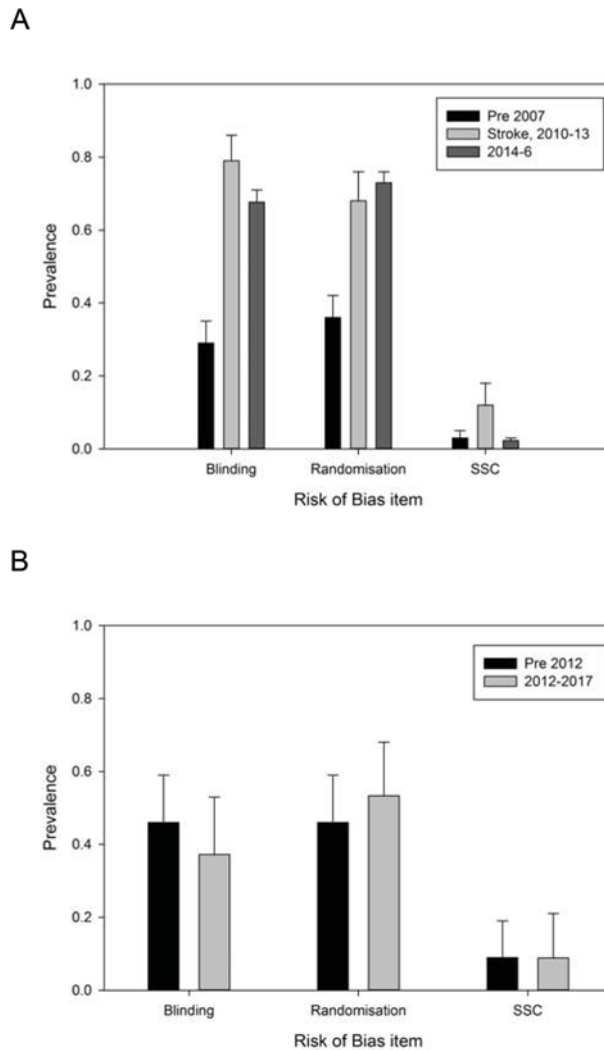 A
1.0
0.8
0.6
0.4
0.2
0.0
Prevalence
Pre 2007
Stroke, 2010-13
2014-6
Blinding Randomisation SSC
Risk of Bias item
B
1.0
0.8
0.6
0.4
0.2
0.0
Prevalence
Pre 2012
2012-2017
Blinding Randomisation SSC
Risk of Bias item